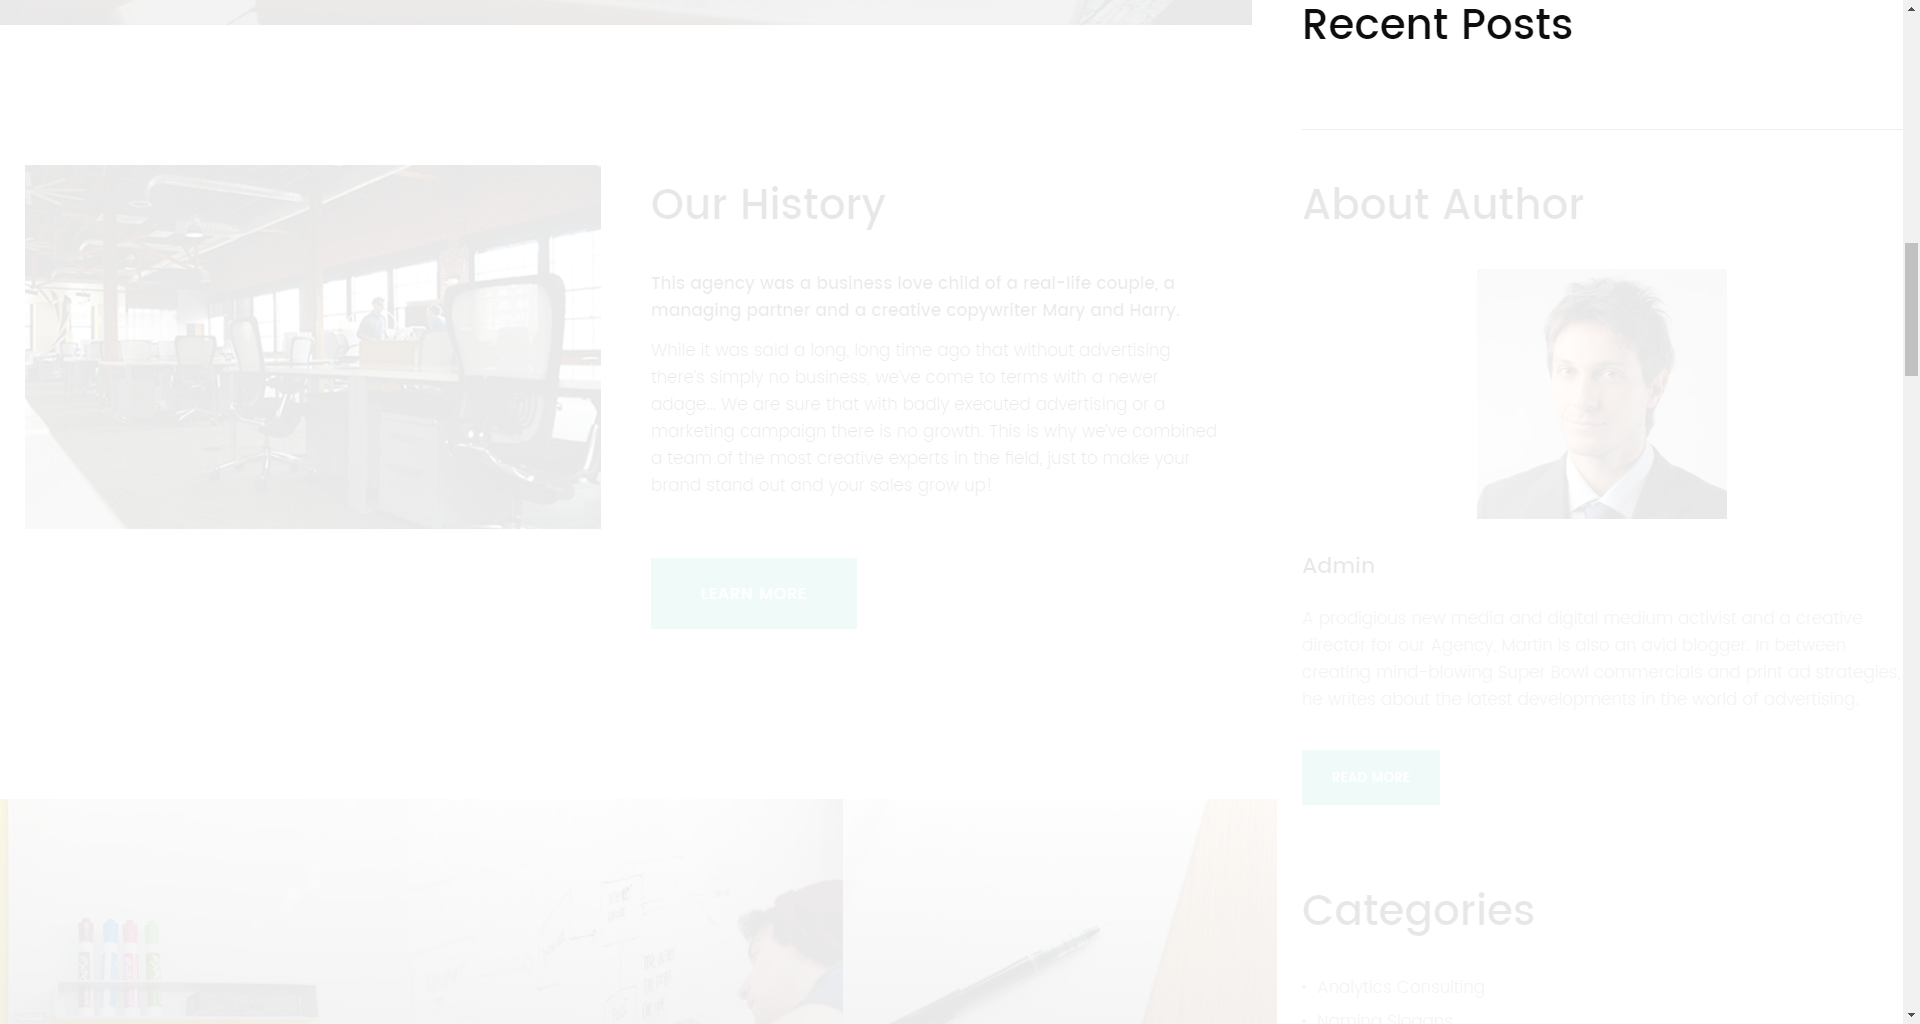 Recent Posts
Our History
This agency was a business love child of a real-life couple, a
managing partner and a creative copywriter Mary and Harry.
While it was said a long, long time ago that without advertising
there's simply no business, we've come to terms with a newer
adage... We are sure that with badly executed advertising or a
marketing campaign there is no growth. This is why we've combined
a team of the most creative experts in the field, just to make your
brand stand out and your sales grow up!
LEARN MORE
About Author
Admin
A prodigious new media and digital medium activist and a creative
director for our Agency, Martin is also an avid blogger. In between
creating mind-blowing Super Bowl commercials and print ad strategies,
he writes about the latest developments in the world of advertising.
READ MORE
Categories
Analytics Consulting
Naming Slogans